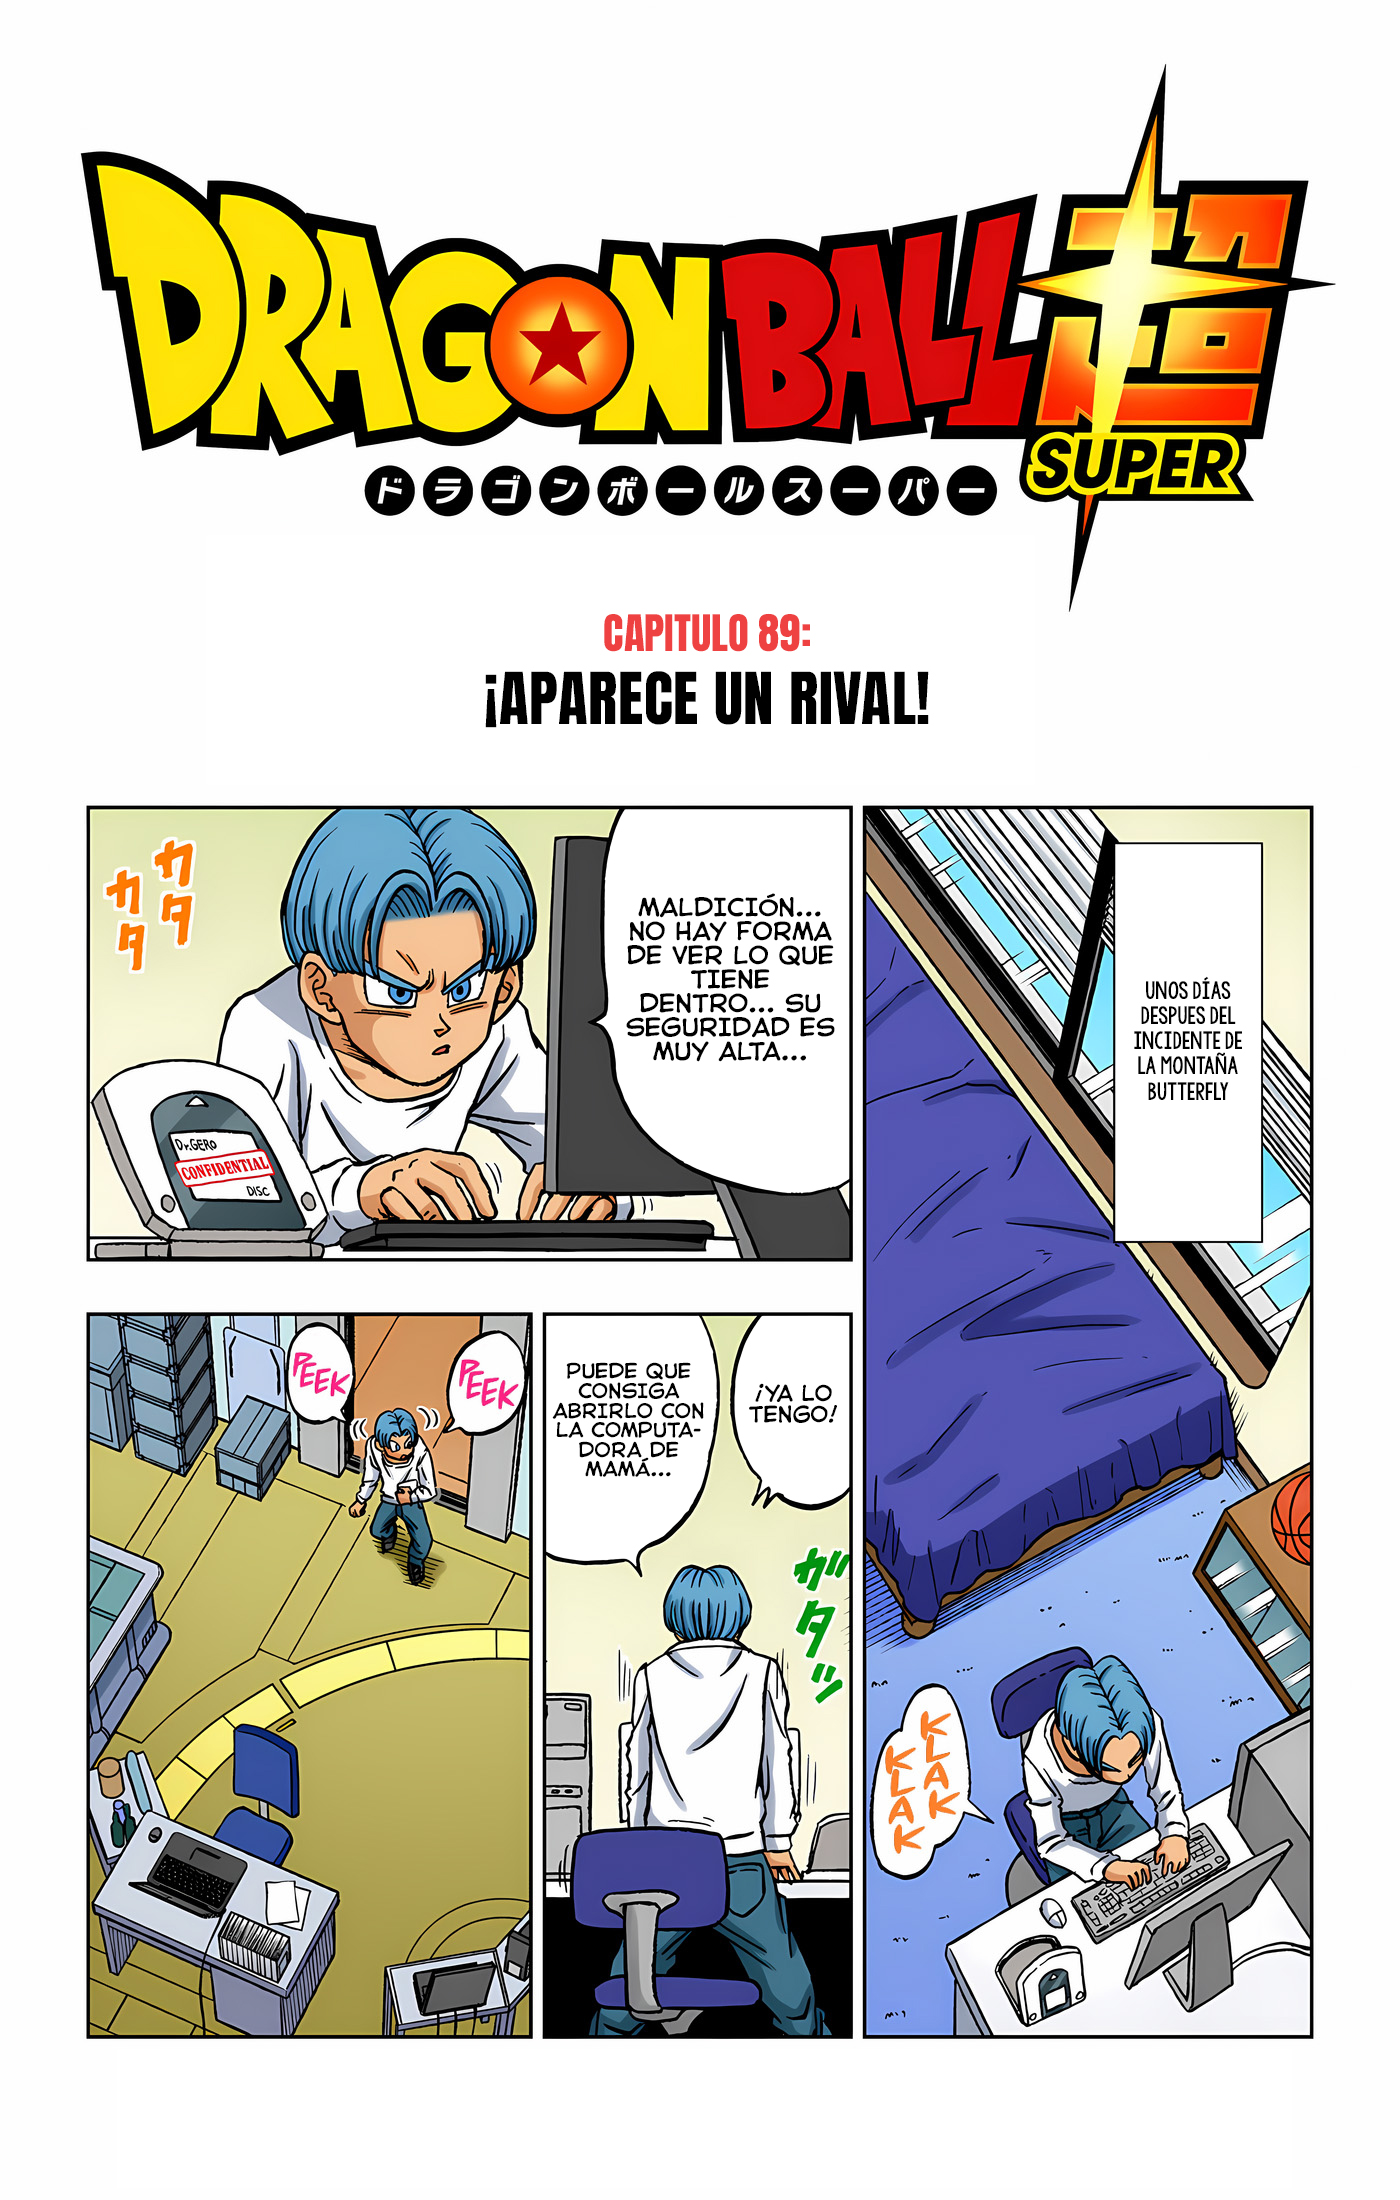 DRAGON BALL 超
SUPER
ドラゴンボールスーパー
CAPITULO 89:
¡APARECE UN RIVAL!
UNOS DÍAS
DESPUES DEL
INCIDENTE DE
LA MONTAÑA
BUTTERFLY
KLAK
KLAK
MALDICIÓN...
NO HAY FORMA
DE VER LO QUE
TIENE
DENTRO... SU
SEGURIDAD ES
MUY ALTA...
カタ
カタ
Dr.GERO
CONFIDENTIAL
DISC
¡YA LO
TENGO!
PUEDE QUE
CONSIGA
ABRIRLO CON
LA COMPUTA-
DORA DE
MAMÁ...
ガタッ
PEEK
PEEK